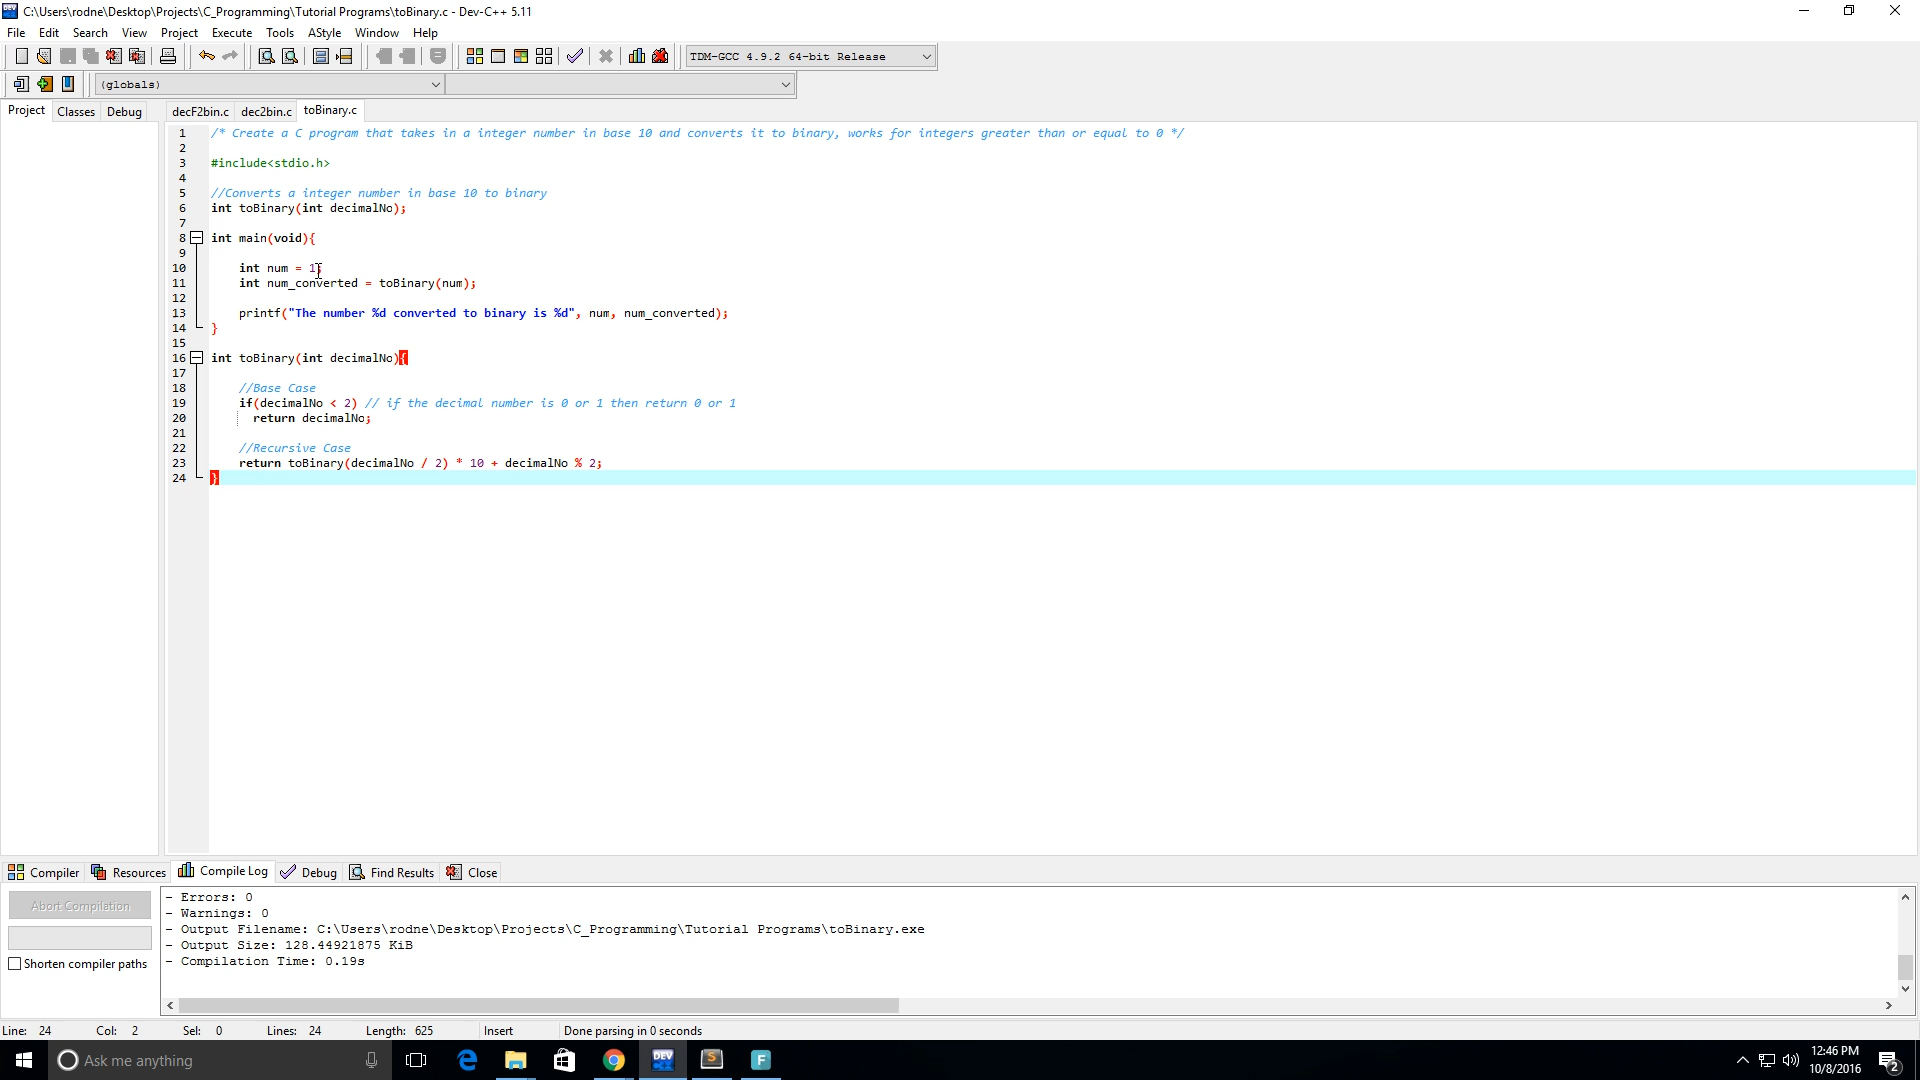 C:\Users\rodne\Desktop\Projects\C_Programming\Tutorial Programs\toBinary.c - Dev-C++ 5.11
File Edit Search View Project Execute Tools AStyle Window Help
TDM-GCC 4.9.2 64-bit Release
(globals)
Project Classes Debug decF2bin.c dec2bin.c toBinary.c
1 /* Create a C program that takes in a integer number in base 10 and converts it to binary, works for integers greater than or equal to 0 */
2
3 #include<stdio.h>
4
5 //Converts a integer number in base 10 to binary
6 int toBinary(int decimalNo);
7
8 int main(void){
9
10 int num = 1;
11 int num_converted = toBinary(num);
12
13 printf("The number %d converted to binary is %d", num, num_converted);
14 }
15
16 int toBinary(int decimalNo){
17
18 //Base Case
19 if(decimalNo < 2) // if the decimal number is 0 or 1 then return 0 or 1
20 return decimalNo;
21
22 //Recursive Case
23 return toBinary(decimalNo / 2) * 10 + decimalNo % 2;
24 }
Compiler Resources Compile Log Debug Find Results Close
Abort Compilation
Shorten compiler paths
- Errors: 0
- Warnings: 0
- Output Filename: C:\Users\rodne\Desktop\Projects\C_Programming\Tutorial Programs\toBinary.exe
- Output Size: 128.44921875 KiB
- Compilation Time: 0.19s
Line: 24 Col: 2 Sel: 0 Lines: 24 Length: 625 Insert Done parsing in 0 seconds
Ask me anything
DEV
S
F
12:46 PM
10/8/2016
2